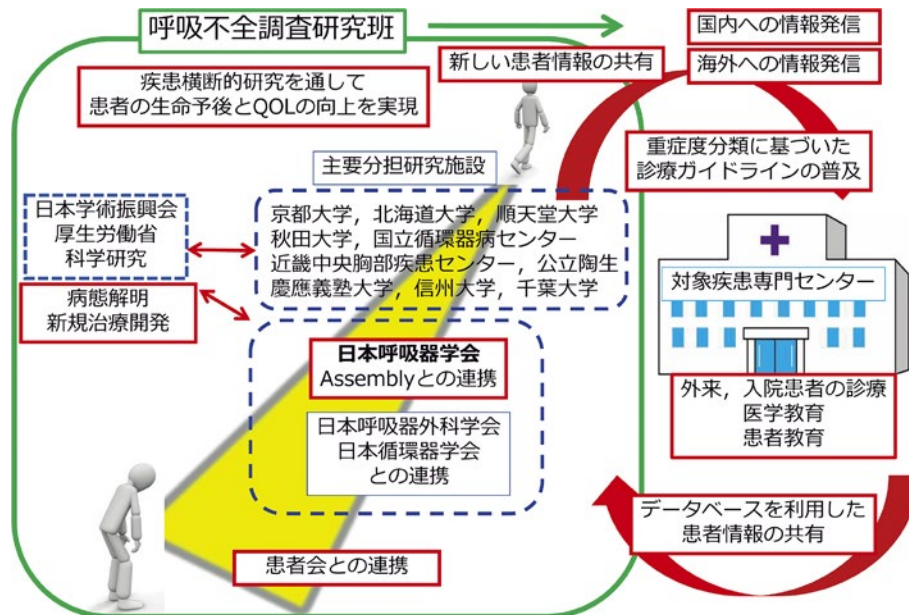 呼吸不全調査研究班
国内への情報発信
海外への情報発信
新しい患者情報の共有
疾患横断的研究を通して
患者の生命予後とQOLの向上を実現
重症度分類に基づいた
診療ガイドラインの普及
主要分担研究施設
京都大学，北海道大学，順天堂大学
秋田大学，国立循環器病センター
近畿中央胸部疾患センター，公立陶生
慶應義塾大学，信州大学，千葉大学
日本学術振興会
厚生労働省
科学研究
病態解明
新規治療開発
対象疾患専門センター
日本呼吸器学会
Assemblyとの連携
外来，入院患者の診療
医学教育
患者教育
日本呼吸器外科学会
日本循環器学会
との連携
データベースを利用した
患者情報の共有
患者会との連携